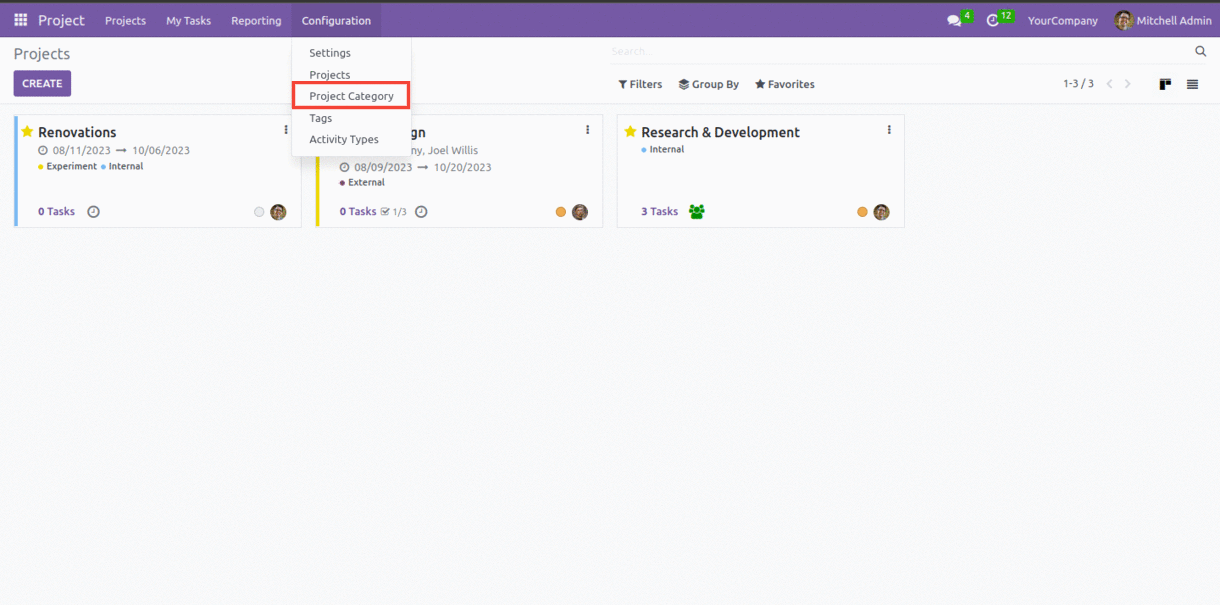 Project Projects My Tasks Reporting Configuration 4 12 YourCompany Mitchell Admin
Projects
Search...
CREATE
Filters Group By Favorites 1-3 / 3
Settings
Projects
Project Category
Tags
Activity Types
Renovations
08/11/2023 → 10/06/2023
Experiment Internal
0 Tasks
gn
ny, Joel Willis
08/09/2023 → 10/20/2023
External
0 Tasks 1/3
Research & Development
Internal
3 Tasks